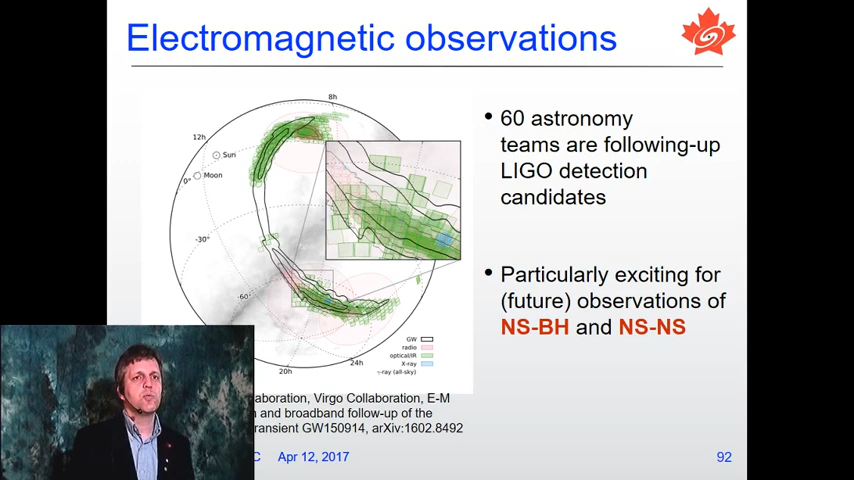 Electromagnetic observations
8h
12h
Sun
Moon
0°
-30°
-60°
20h
24h
GW
radio
optical/IR
X-ray
γ-ray (all-sky)
• 60 astronomy
teams are following-up
LIGO detection
candidates
• Particularly exciting for
(future) observations of
NS-BH and NS-NS
aboration, Virgo Collaboration, E-M
and broadband follow-up of the
ransient GW150914, arXiv:1602.8492
C Apr 12, 2017
92